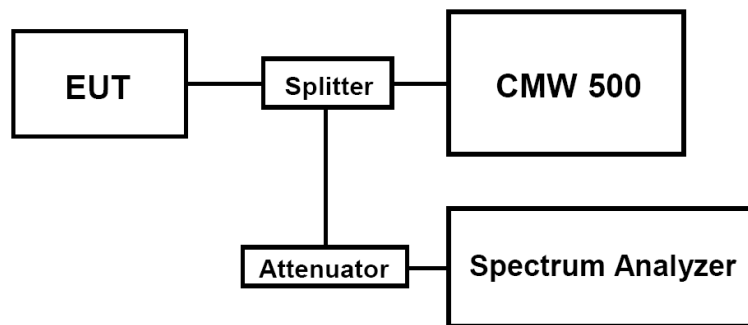 EUT
Splitter
CMW 500
Attenuator
Spectrum Analyzer